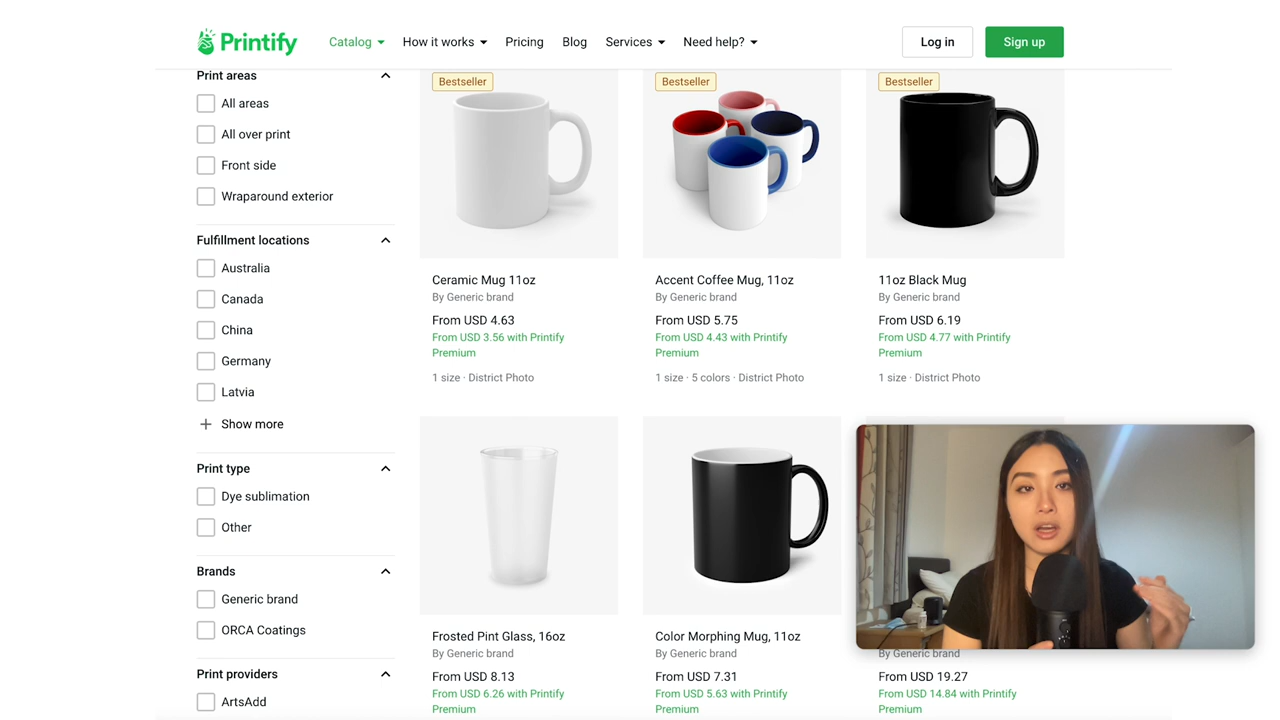 Printify
Catalog
How it works
Pricing
Blog
Services
Need help?
Log in
Sign up
Print areas
All areas
All over print
Front side
Wraparound exterior
Fulfillment locations
Australia
Canada
China
Germany
Latvia
Show more
Print type
Dye sublimation
Other
Brands
Generic brand
ORCA Coatings
Print providers
ArtsAdd
Bestseller
Ceramic Mug 11oz
By Generic brand
From USD 4.63
From USD 3.56 with Printify
Premium
1 size · District Photo
Bestseller
Accent Coffee Mug, 11oz
By Generic brand
From USD 5.75
From USD 4.43 with Printify
Premium
1 size · 5 colors · District Photo
Bestseller
11oz Black Mug
By Generic brand
From USD 6.19
From USD 4.77 with Printify
Premium
1 size · District Photo
Frosted Pint Glass, 16oz
By Generic brand
From USD 8.13
From USD 6.26 with Printify
Premium
Color Morphing Mug, 11oz
By Generic brand
From USD 7.31
From USD 5.63 with Printify
Premium
By Generic brand
From USD 19.27
From USD 14.84 with Printify
Premium